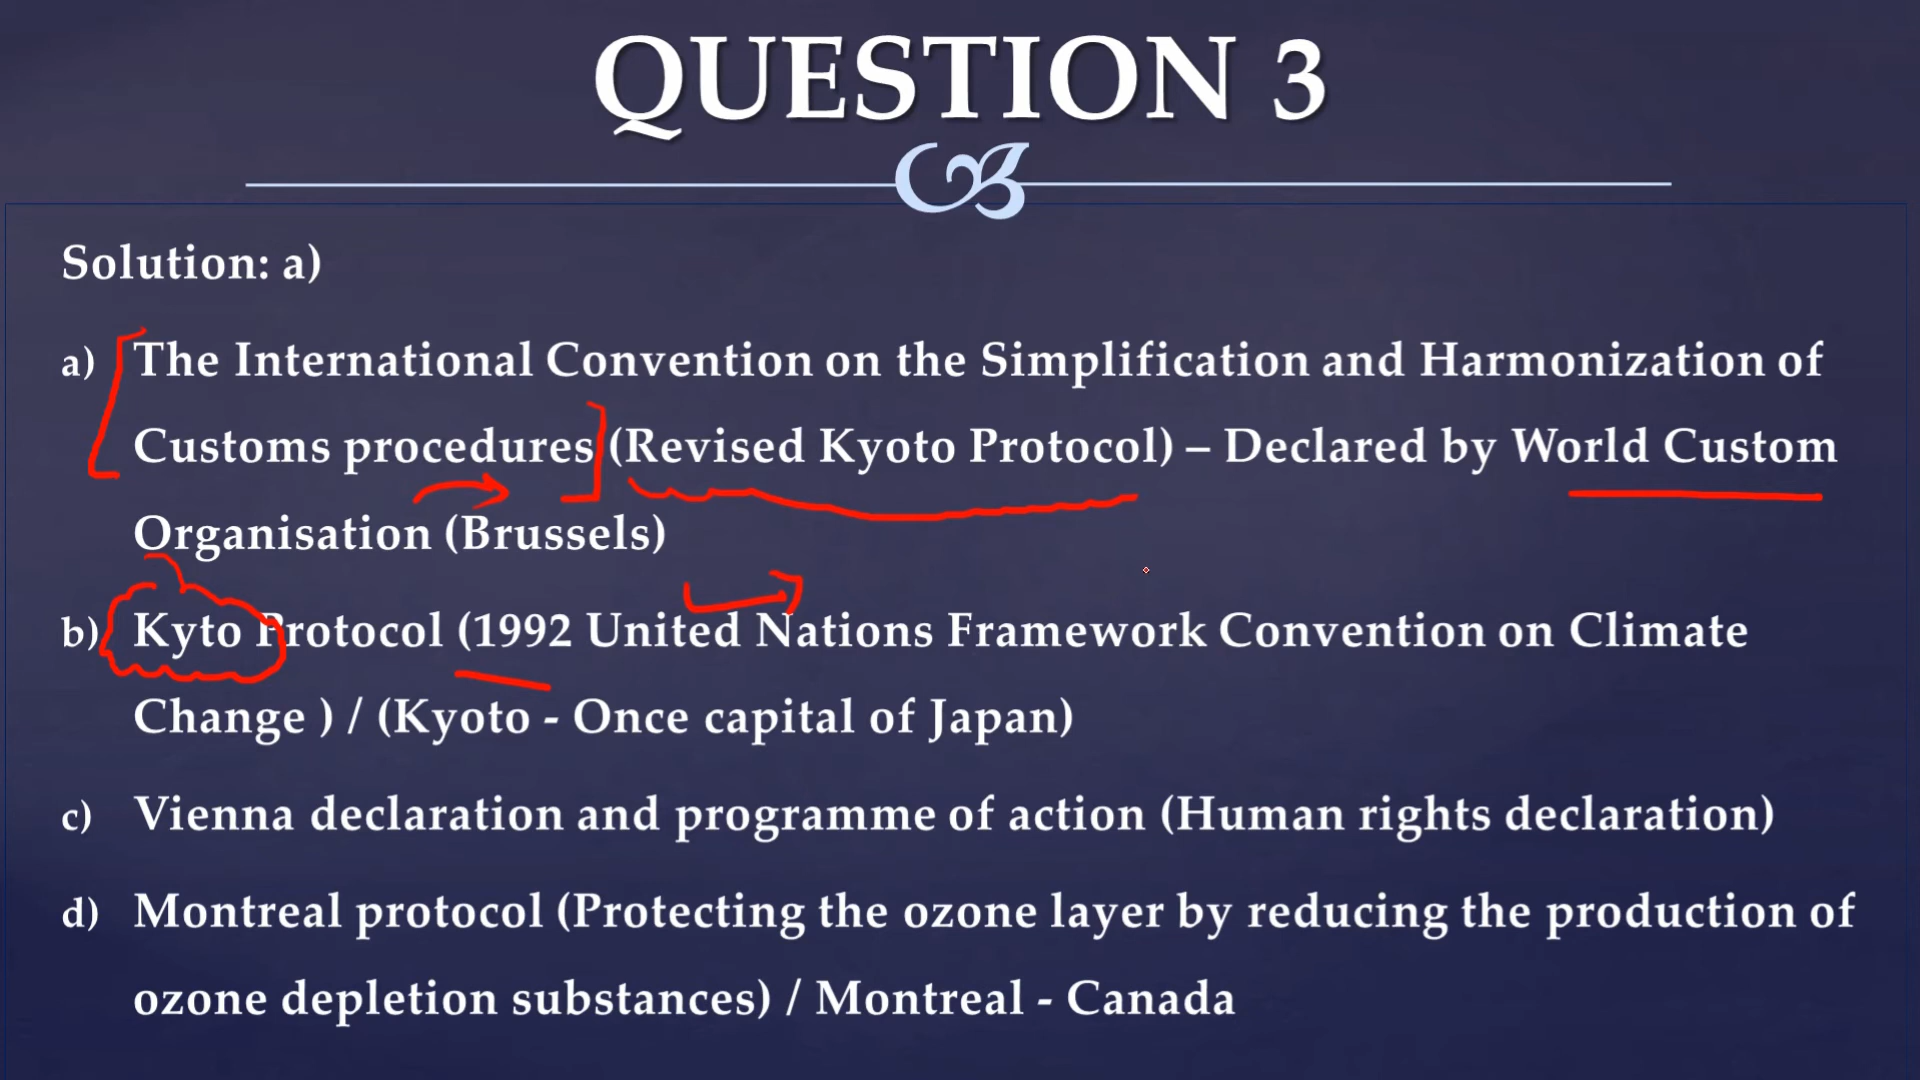 QUESTION 3
Solution: a)
a) The International Convention on the Simplification and Harmonization of
Customs procedures (Revised Kyoto Protocol) – Declared by World Custom
Organisation (Brussels)
b) Kyto Protocol (1992 United Nations Framework Convention on Climate
Change ) / (Kyoto - Once capital of Japan)
c) Vienna declaration and programme of action (Human rights declaration)
d) Montreal protocol (Protecting the ozone layer by reducing the production of
ozone depletion substances) / Montreal - Canada